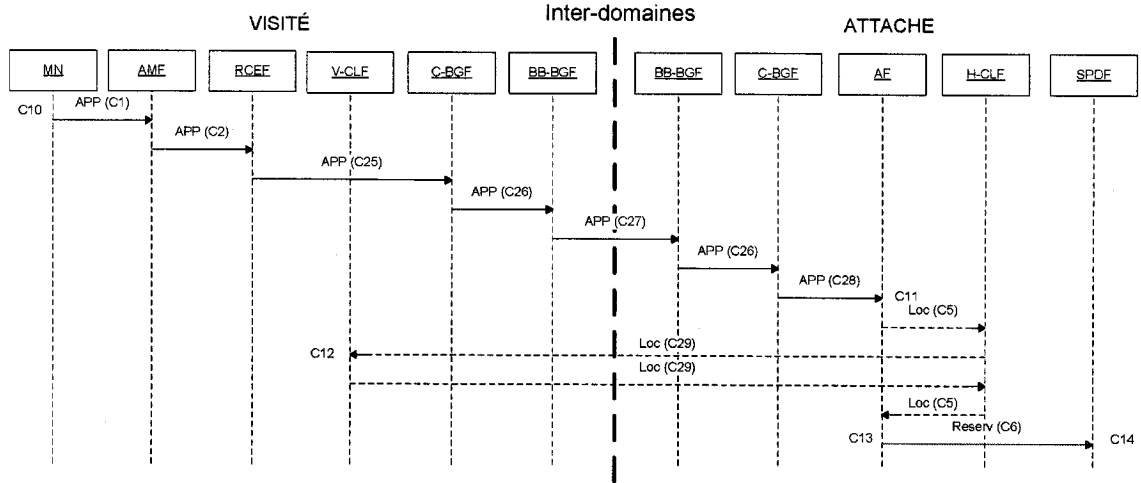 Inter-domaines
VISITÉ
ATTACHE
MN
AMF
RCEF
V-CLF
C-BGF
BB-BGF
BB-BGF
C-BGF
AF
H-CLF
SPDF
C10
APP (C1)
APP (C2)
APP (C25)
APP (C26)
APP (C27)
APP (C26)
APP (C28)
C11
Loc (C5)
C12
Loc (C29)
Loc (C29)
Loc (C5)
Reserv (C6)
C13
C14